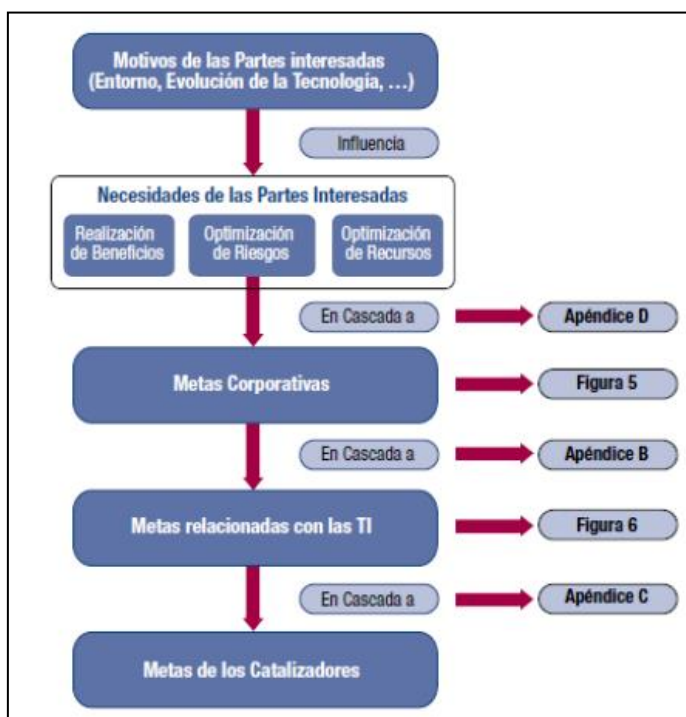 Motivos de las Partes interesadas
(Entorno, Evolución de la Tecnología, …)
Influencia
Necesidades de las Partes Interesadas
Realización
de Beneficios
Optimización
de Riesgos
Optimización
de Recursos
En Cascada a
Apéndice D
Metas Corporativas
Figura 5
En Cascada a
Apéndice B
Metas relacionadas con las TI
Figura 6
En Cascada a
Apéndice C
Metas de los Catalizadores